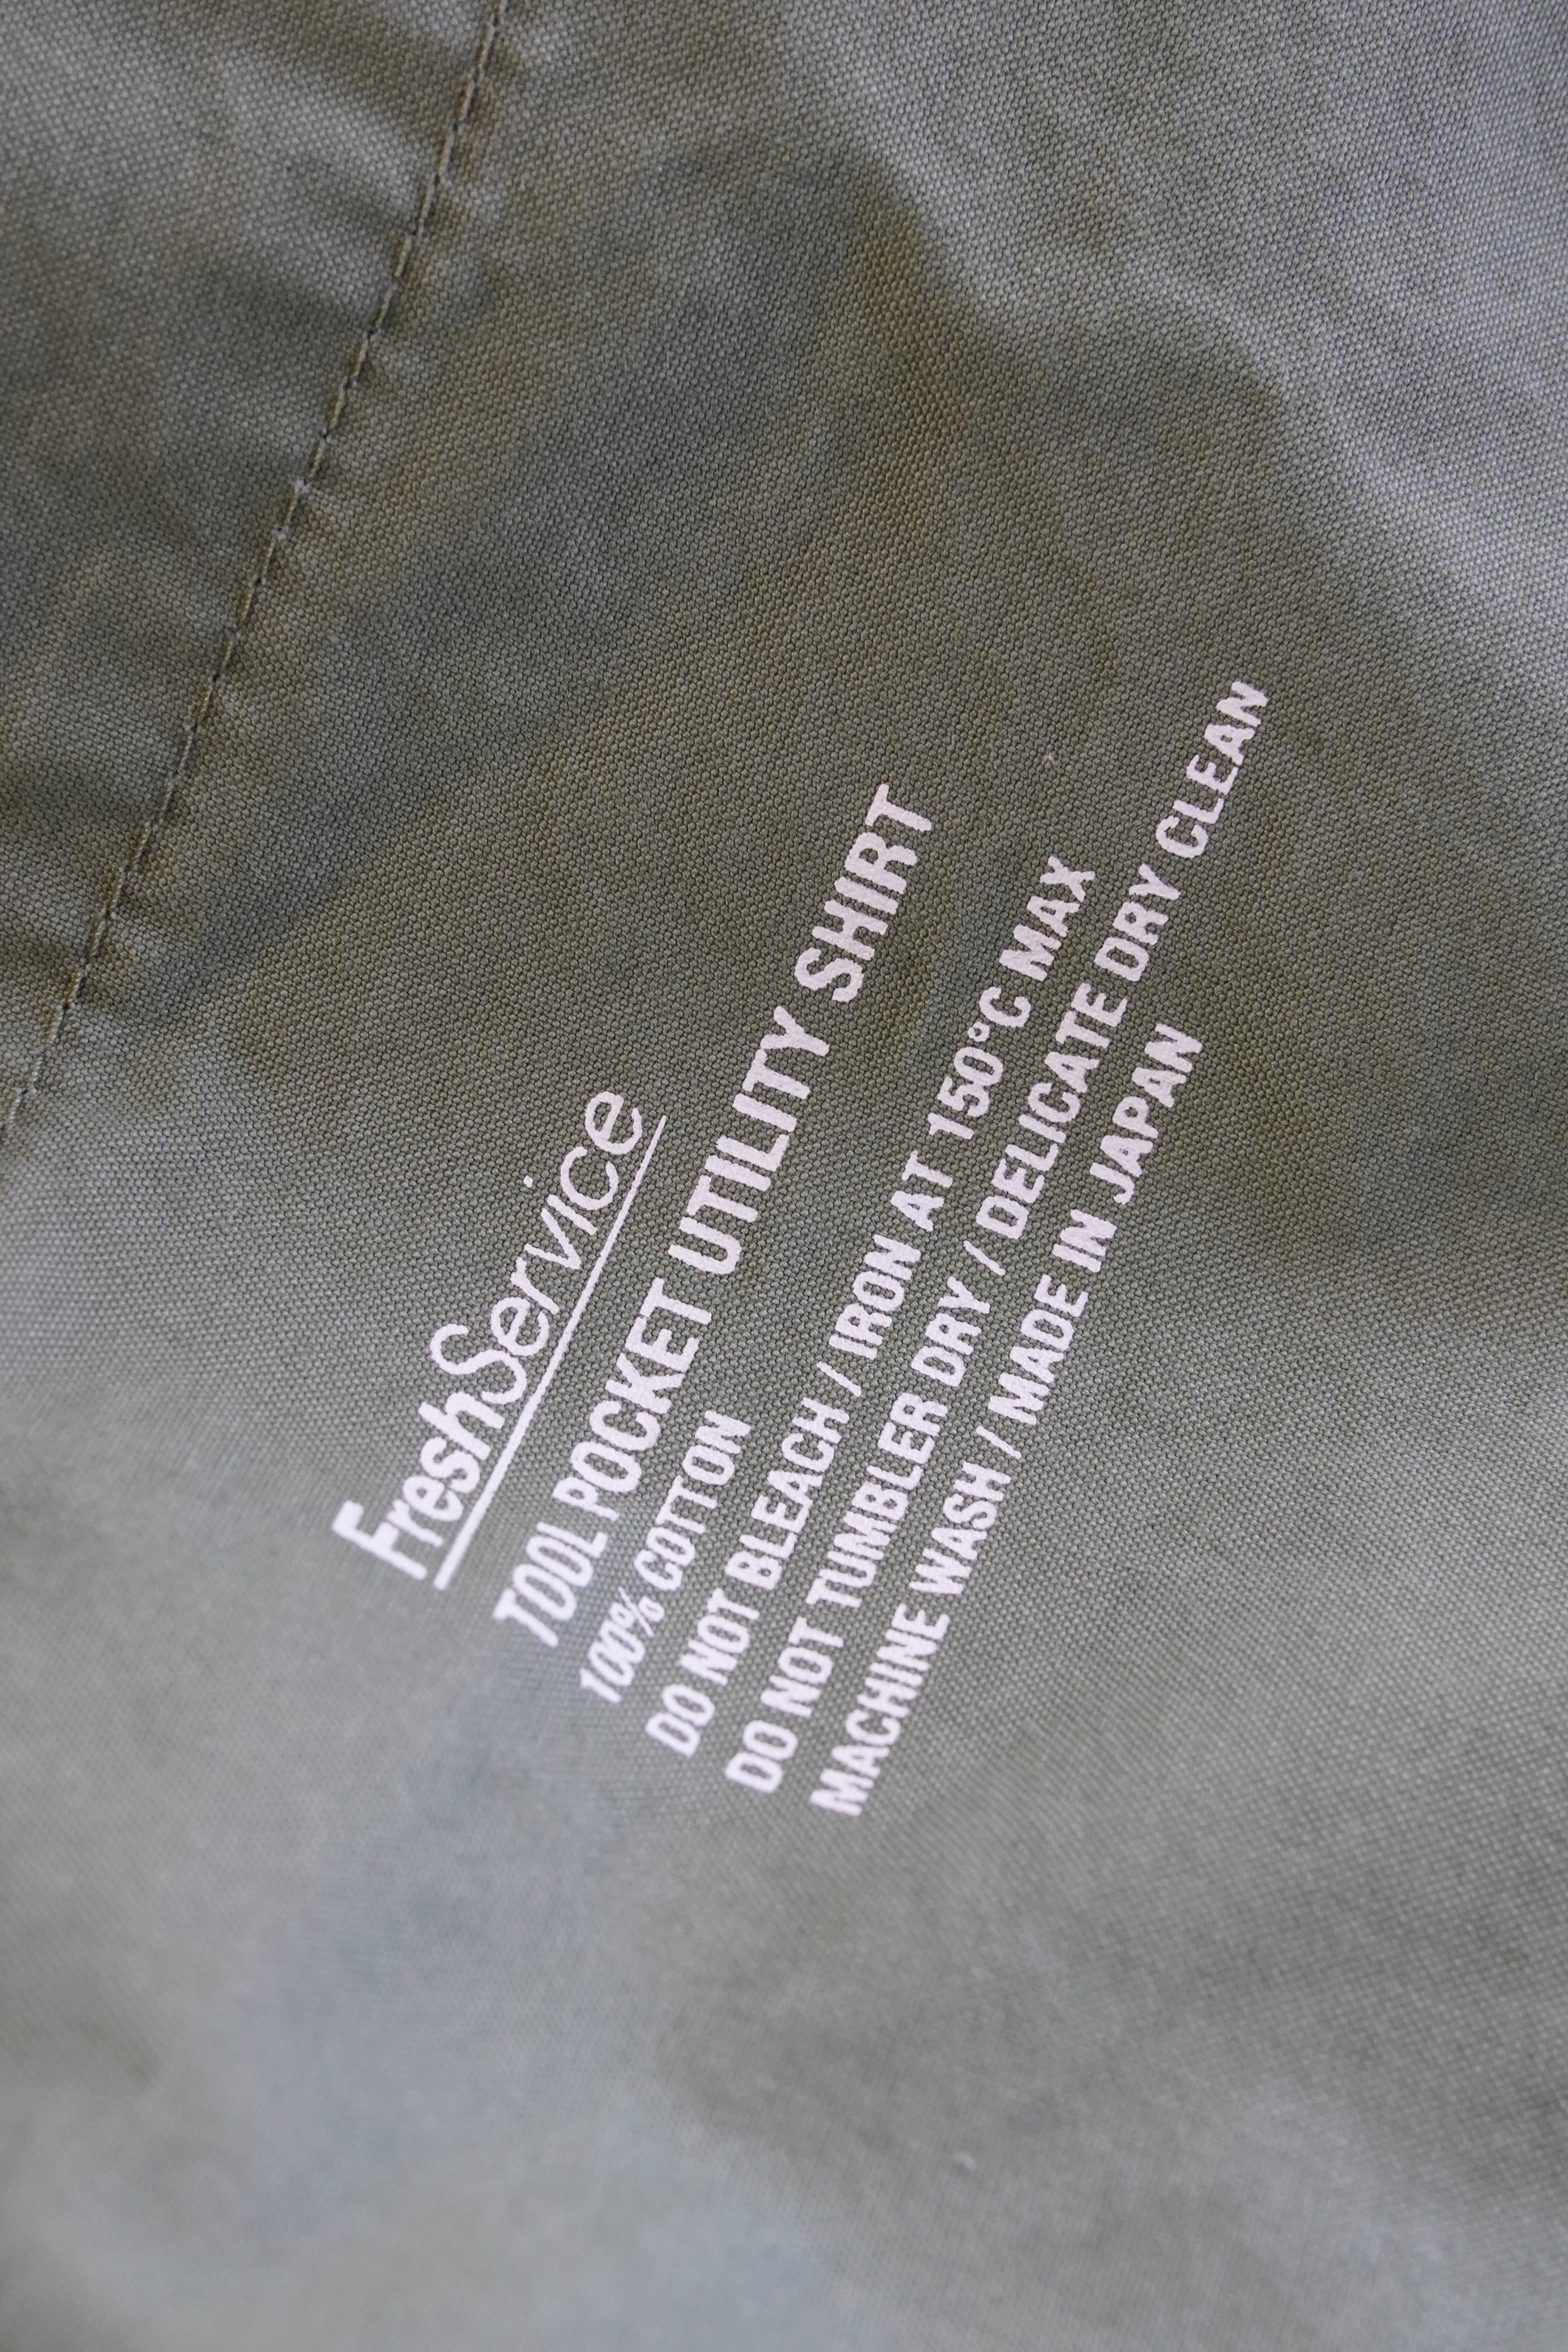 FreshService
TOOL POCKET UTILITY SHIRT
100% COTTON
DO NOT BLEACH / IRON AT 150°C MAX
DO NOT TUMBLER DRY / DELICATE DRY CLEAN
MACHINE WASH / MADE IN JAPAN